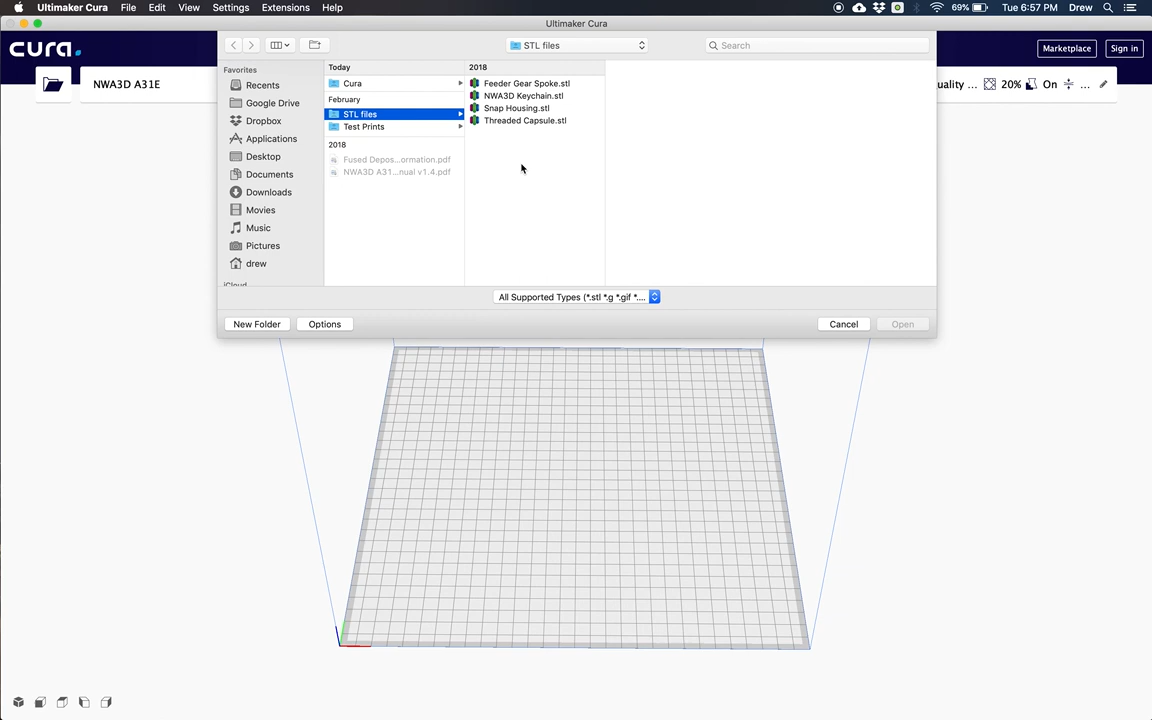 Ultimaker Cura File Edit View Settings Extensions Help 69% Tue 6:57 PM Drew
Ultimaker Cura
cura.
Marketplace
Sign in
NWA3D A31E
uality ... 20% On ...
STL files
Search
Favorites
Recents
Google Drive
Dropbox
Applications
Desktop
Documents
Downloads
Movies
Music
Pictures
drew
iCloud
Today
Cura
February
STL files
Test Prints
2018
Fused Depos...ormation.pdf
NWA3D A31...nual v1.4.pdf
2018
Feeder Gear Spoke.stl
NWA3D Keychain.stl
Snap Housing.stl
Threaded Capsule.stl
All Supported Types (*.stl *.g *.gif *....
New Folder
Options
Cancel
Open